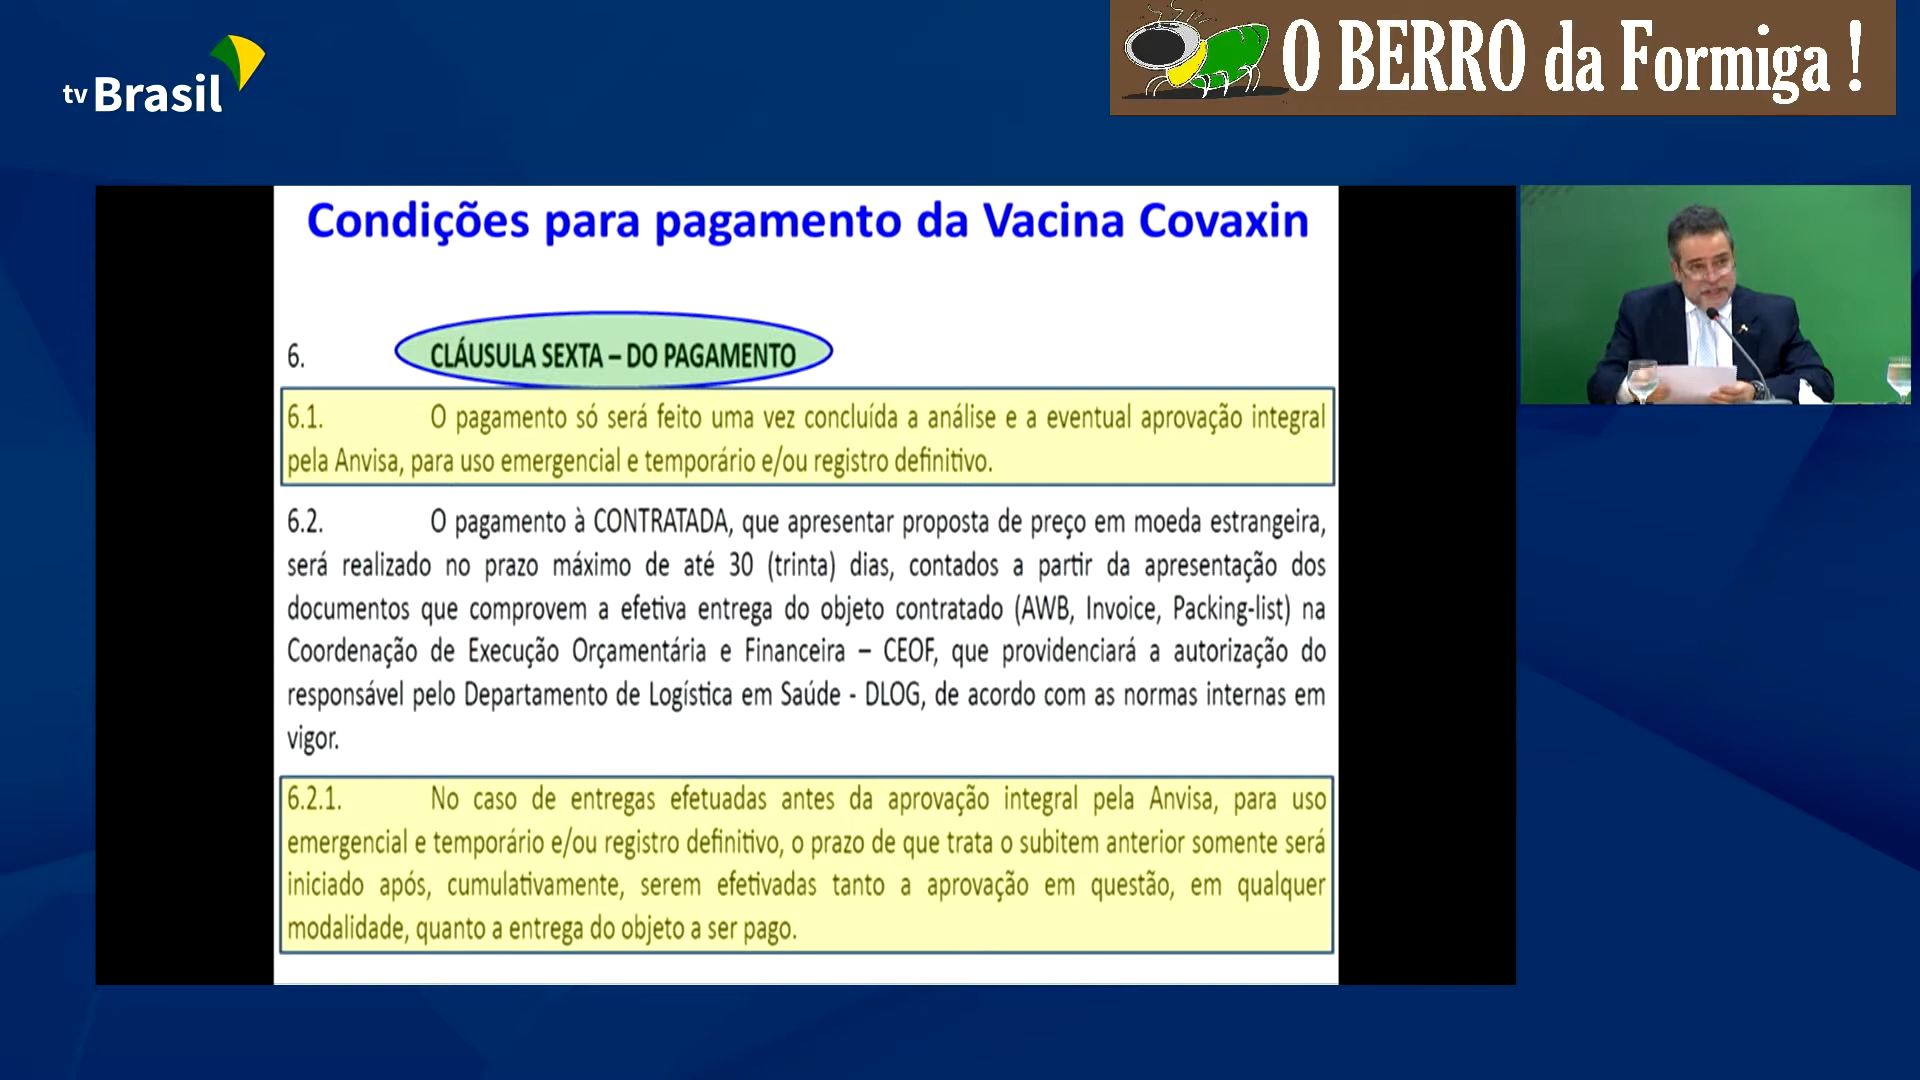 tv Brasil
O BERRO da Formiga !
Condições para pagamento da Vacina Covaxin
6. CLÁUSULA SEXTA – DO PAGAMENTO
6.1. O pagamento só será feito uma vez concluída a análise e a eventual aprovação integral
pela Anvisa, para uso emergencial e temporário e/ou registro definitivo.
6.2. O pagamento à CONTRATADA, que apresentar proposta de preço em moeda estrangeira,
será realizado no prazo máximo de até 30 (trinta) dias, contados a partir da apresentação dos
documentos que comprovem a efetiva entrega do objeto contratado (AWB, Invoice, Packing-list) na
Coordenação de Execução Orçamentária e Financeira – CEOF, que providenciará a autorização do
responsável pelo Departamento de Logística em Saúde - DLOG, de acordo com as normas internas em
vigor.
6.2.1. No caso de entregas efetuadas antes da aprovação integral pela Anvisa, para uso
emergencial e temporário e/ou registro definitivo, o prazo de que trata o subitem anterior somente será
iniciado após, cumulativamente, serem efetivadas tanto a aprovação em questão, em qualquer
modalidade, quanto a entrega do objeto a ser pago.